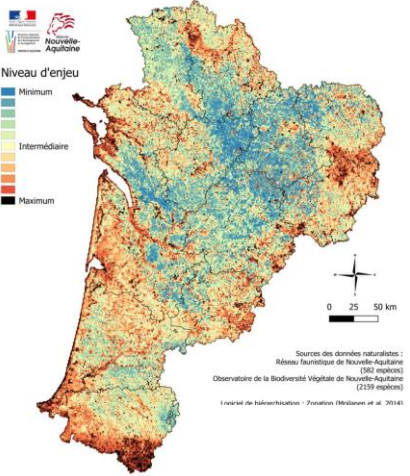 Nouvelle-
Aquitaine
Niveau d'enjeu
Minimum
Intermédiaire
Maximum
0 25 50 km
Sources des données naturalistes :
Réseau faunistique de Nouvelle-Aquitaine
(582 espèces)
Observatoire de la Biodiversité Végétale de Nouvelle-Aquitaine
(2159 espèces)
Logiciel de hiérarchisation : Zonation (Moilanen et al. 2014)